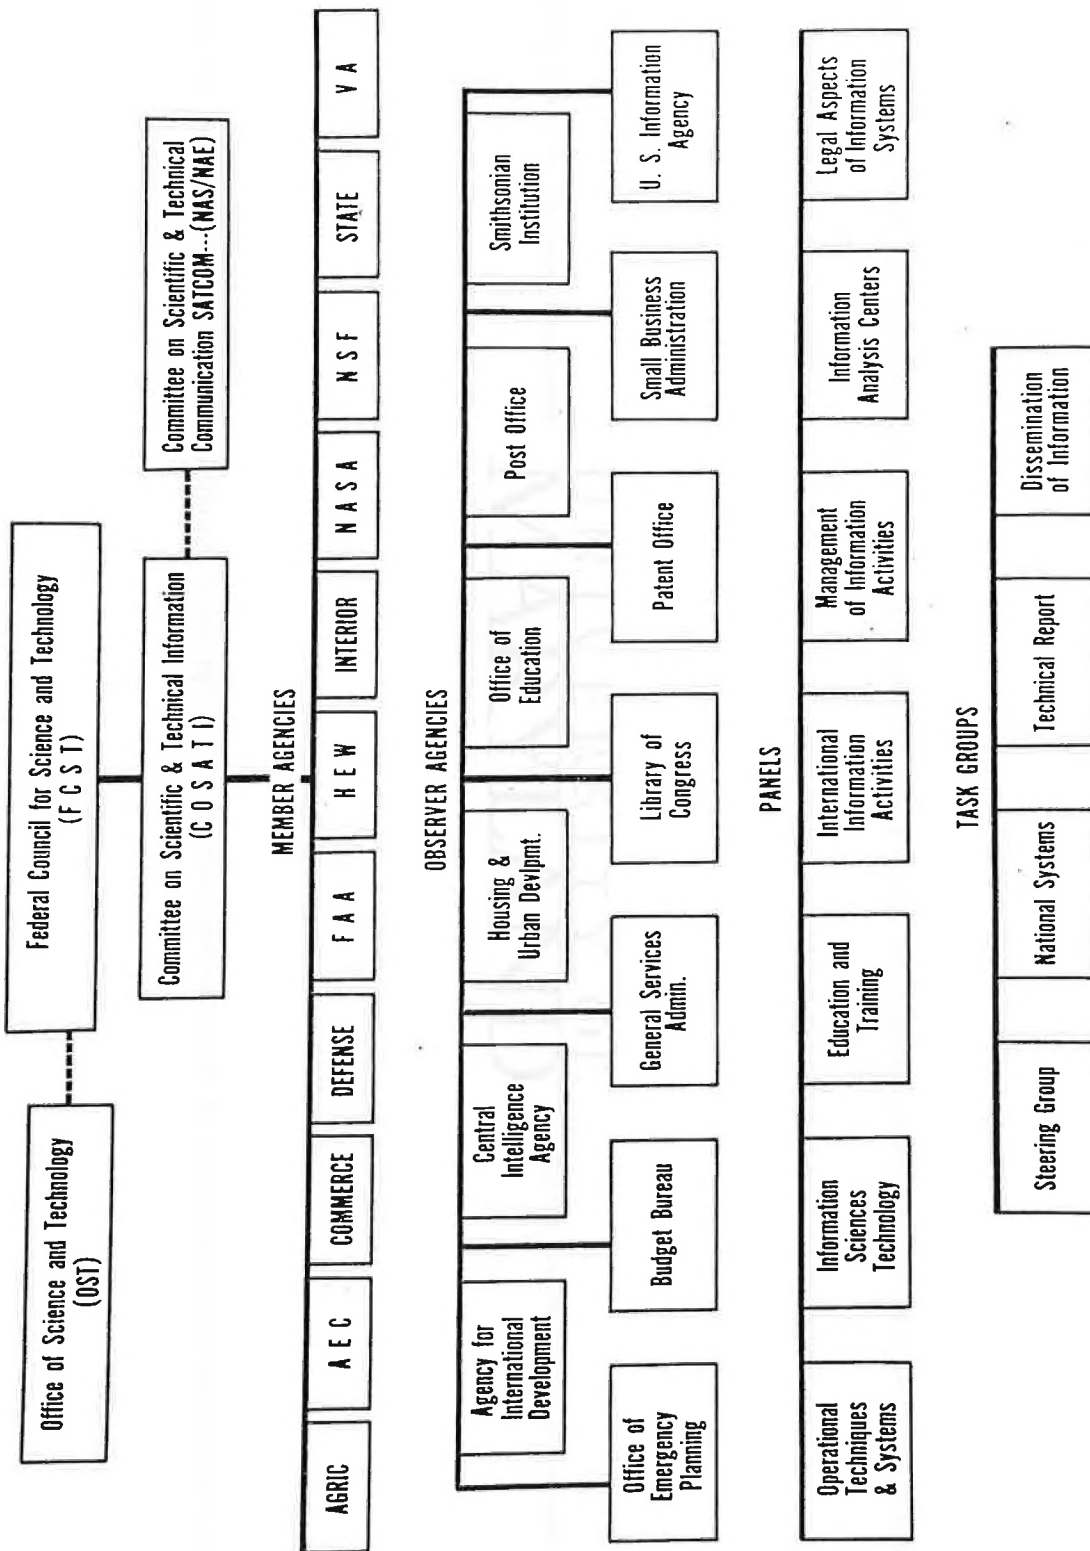 Office of Science and Technology
(OST)
Federal Council for Science and Technology
(F C S T)
Committee on Scientific & Technical Information
(C O S A T I)
Committee on Scientific & Technical
Communication SATCOM---(NAS/NAE)
MEMBER AGENCIES
AGRIC
A E C
COMMERCE
DEFENSE
F A A
H E W
INTERIOR
N A S A
N S F
STATE
V A
OBSERVER AGENCIES
Agency for
International
Development
Central
Intelligence
Agency
Housing &
Urban Devlpmt.
Office of
Education
Post Office
Smithsonian
Institution
Office of
Emergency
Planning
Budget Bureau
General Services
Admin.
Library of
Congress
Patent Office
Small Business
Administration
U. S. Information
Agency
PANELS
Operational
Techniques
& Systems
Information
Sciences
Technology
Education and
Training
International
Information
Activities
Management
of Information
Activities
Information
Analysis Centers
Legal Aspects
of Information
Systems
TASK GROUPS
Steering Group
National Systems
Technical Report
Dissemination
of Information